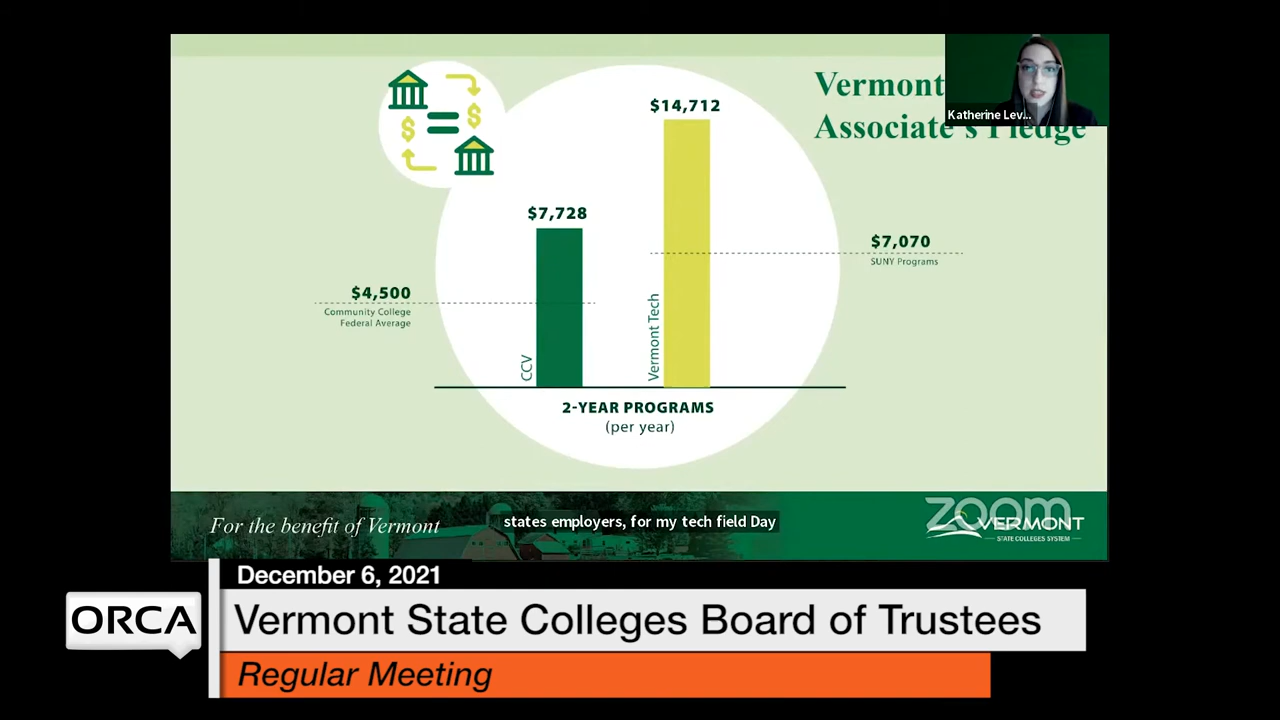 Vermont
Associate's Pledge
Katherine Lev...
$14,712
$7,728
$7,070
SUNY Programs
$4,500
Community College
Federal Average
CCV
Vermont Tech
2-YEAR PROGRAMS
(per year)
For the benefit of Vermont
states employers, for my tech field Day
zoom
VERMONT
STATE COLLEGES SYSTEM
December 6, 2021
ORCA
Vermont State Colleges Board of Trustees
Regular Meeting